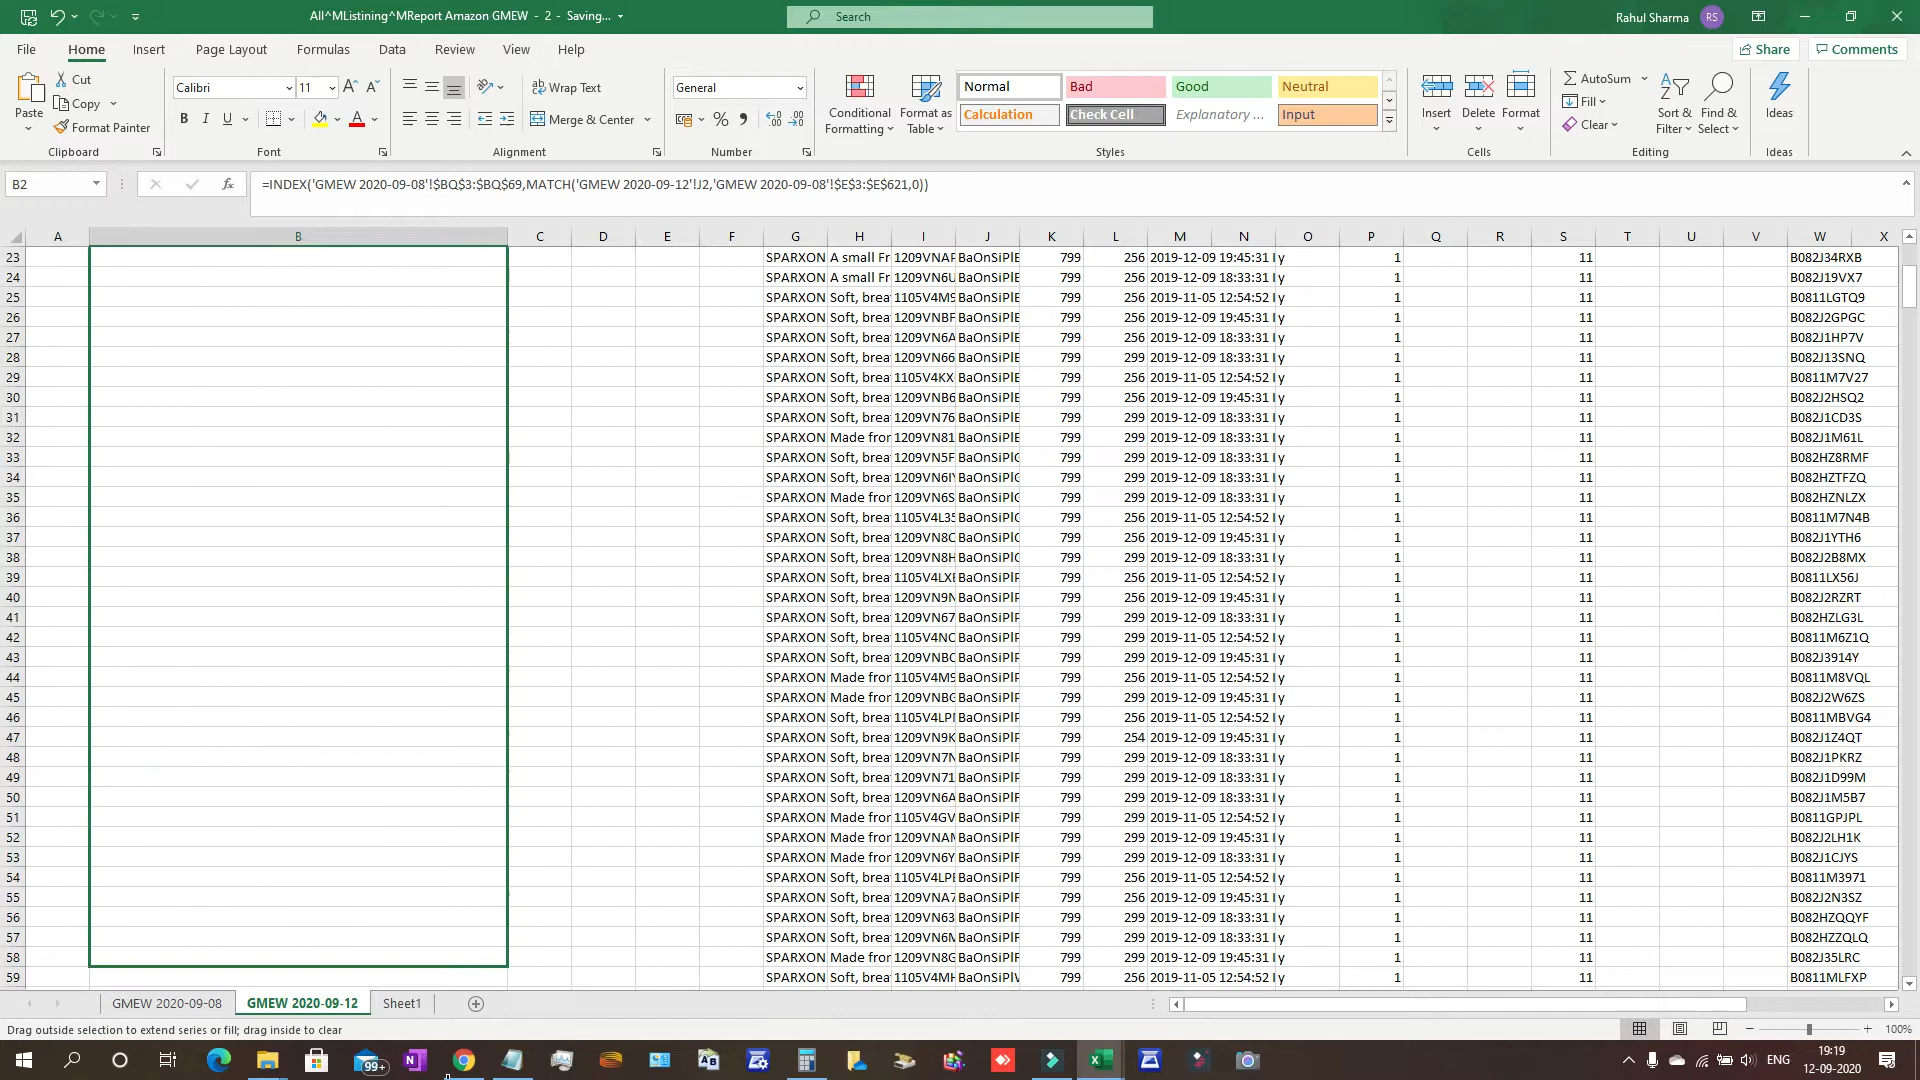 All^MListining^MReport Amazon GMEW - 2 - Saving...
Search
Rahul Sharma RS
File Home Insert Page Layout Formulas Data Review View Help
Share Comments
Paste Cut Copy Format Painter
Calibri 11
Wrap Text
Merge & Center
General
Conditional Formatting
Format as Table
Normal Bad Good Neutral
Calculation Check Cell Explanatory ... Input
Insert Delete Format
AutoSum Fill Clear
Sort & Filter
Find & Select
Ideas
Clipboard Font Alignment Number Styles Cells Editing Ideas
B2
=INDEX('GMEW 2020-09-08'!$BQ$3:$BQ$69,MATCH('GMEW 2020-09-12'!J2,'GMEW 2020-09-08'!$E$3:$E$621,0))
A B C D E F G H I J K L M N O P Q R S T U V W X
23 SPARXON A small Fr 1209VNAF BaOnSiPlE 799 256 2019-12-09 19:45:31 y 1 11 B082J34RXB
24 SPARXON A small Fr 1209VN6U BaOnSiPlE 799 256 2019-12-09 18:33:31 y 1 11 B082J19VX7
25 SPARXON Soft, brea 1105V4M9 BaOnSiPlE 799 256 2019-11-05 12:54:52 y 1 11 B0811LGTQ9
26 SPARXON Soft, brea 1209VNBF BaOnSiPlE 799 256 2019-12-09 19:45:31 y 1 11 B082J2GPGC
27 SPARXON Soft, brea 1209VN6A BaOnSiPlE 799 256 2019-12-09 18:33:31 y 1 11 B082J1HP7V
28 SPARXON Soft, brea 1209VN66 BaOnSiPlE 799 299 2019-12-09 18:33:31 y 1 11 B082J13SNQ
29 SPARXON Soft, brea 1105V4KX BaOnSiPlE 799 256 2019-11-05 12:54:52 y 1 11 B0811M7V27
30 SPARXON Soft, brea 1209VNB6 BaOnSiPlE 799 256 2019-12-09 19:45:31 y 1 11 B082J2HSQ2
31 SPARXON Soft, brea 1209VN76 BaOnSiPlE 799 299 2019-12-09 18:33:31 y 1 11 B082J1CD3S
32 SPARXON Made fror 1209VN81 BaOnSiPlE 799 299 2019-12-09 18:33:31 y 1 11 B082J1M61L
33 SPARXON Soft, brea 1209VN5F BaOnSiPlG 799 299 2019-12-09 18:33:31 y 1 11 B082HZ8RMF
34 SPARXON Soft, brea 1209VN6I BaOnSiPlG 799 299 2019-12-09 18:33:31 y 1 11 B082HZTFZQ
35 SPARXON Made fror 1209VN6S BaOnSiPlG 799 299 2019-12-09 18:33:31 y 1 11 B082HZNLZX
36 SPARXON Soft, brea 1105V4L35 BaOnSiPlG 799 256 2019-11-05 12:54:52 y 1 11 B0811M7N4B
37 SPARXON Soft, brea 1209VN8C BaOnSiPlG 799 256 2019-12-09 19:45:31 y 1 11 B082J1YTH6
38 SPARXON Soft, brea 1209VN8H BaOnSiPlG 799 299 2019-12-09 18:33:31 y 1 11 B082J2B8MX
39 SPARXON Soft, brea 1105V4LX BaOnSiPlP 799 256 2019-11-05 12:54:52 y 1 11 B0811LX56J
40 SPARXON Soft, brea 1209VN9N BaOnSiPlP 799 256 2019-12-09 19:45:31 y 1 11 B082J2RZRT
41 SPARXON Soft, brea 1209VN67 BaOnSiPlP 799 299 2019-12-09 18:33:31 y 1 11 B082HZLG3L
42 SPARXON Soft, brea 1105V4NC BaOnSiPlP 799 299 2019-11-05 12:54:52 y 1 11 B0811M6Z1Q
43 SPARXON Soft, brea 1209VNBC BaOnSiPlP 799 299 2019-12-09 19:45:31 y 1 11 B082J3914Y
44 SPARXON Made fror 1105V4M9 BaOnSiPlP 799 256 2019-11-05 12:54:52 y 1 11 B0811M8VQL
45 SPARXON Made fror 1209VNBG BaOnSiPlP 799 299 2019-12-09 19:45:31 y 1 11 B082J2W6ZS
46 SPARXON Soft, brea 1105V4LP BaOnSiPlF 799 256 2019-11-05 12:54:52 y 1 11 B0811MBVG4
47 SPARXON Soft, brea 1209VN9K BaOnSiPlF 799 254 2019-12-09 19:45:31 y 1 11 B082J1Z4QT
48 SPARXON Soft, brea 1209VN7N BaOnSiPlF 799 299 2019-12-09 18:33:31 y 1 11 B082J1PKRZ
49 SPARXON Soft, brea 1209VN71 BaOnSiPlF 799 299 2019-12-09 18:33:31 y 1 11 B082J1D99M
50 SPARXON Soft, brea 1209VN6A BaOnSiPlF 799 299 2019-12-09 18:33:31 y 1 11 B082J1M5B7
51 SPARXON Made fror 1105V4GV BaOnSiPlF 799 299 2019-11-05 12:54:52 y 1 11 B0811GPJPL
52 SPARXON Made fror 1209VNAN BaOnSiPlF 799 299 2019-12-09 19:45:31 y 1 11 B082J2LH1K
53 SPARXON Made fror 1209VN6Y BaOnSiPlF 799 299 2019-12-09 18:33:31 y 1 11 B082J1CJYS
54 SPARXON Soft, brea 1105V4LP BaOnSiPlF 799 256 2019-11-05 12:54:52 y 1 11 B0811M3971
55 SPARXON Soft, brea 1209VNA7 BaOnSiPlF 799 256 2019-12-09 19:45:31 y 1 11 B082J2N3SZ
56 SPARXON Soft, brea 1209VN63 BaOnSiPlF 799 299 2019-12-09 18:33:31 y 1 11 B082HZQQYF
57 SPARXON Soft, brea 1209VN6M BaOnSiPlF 799 299 2019-12-09 18:33:31 y 1 11 B082HZZQLQ
58 SPARXON Made fror 1209VN8G BaOnSiPlF 799 299 2019-12-09 19:45:31 y 1 11 B082J35LRC
59 SPARXON Soft, brea 1105V4MH BaOnSiPlV 799 256 2019-11-05 12:54:52 y 1 11 B0811MLFXP
GMEW 2020-09-08 GMEW 2020-09-12 Sheet1
Drag outside selection to extend series or fill; drag inside to clear
100%
99+
ENG
19:19
12-09-2020